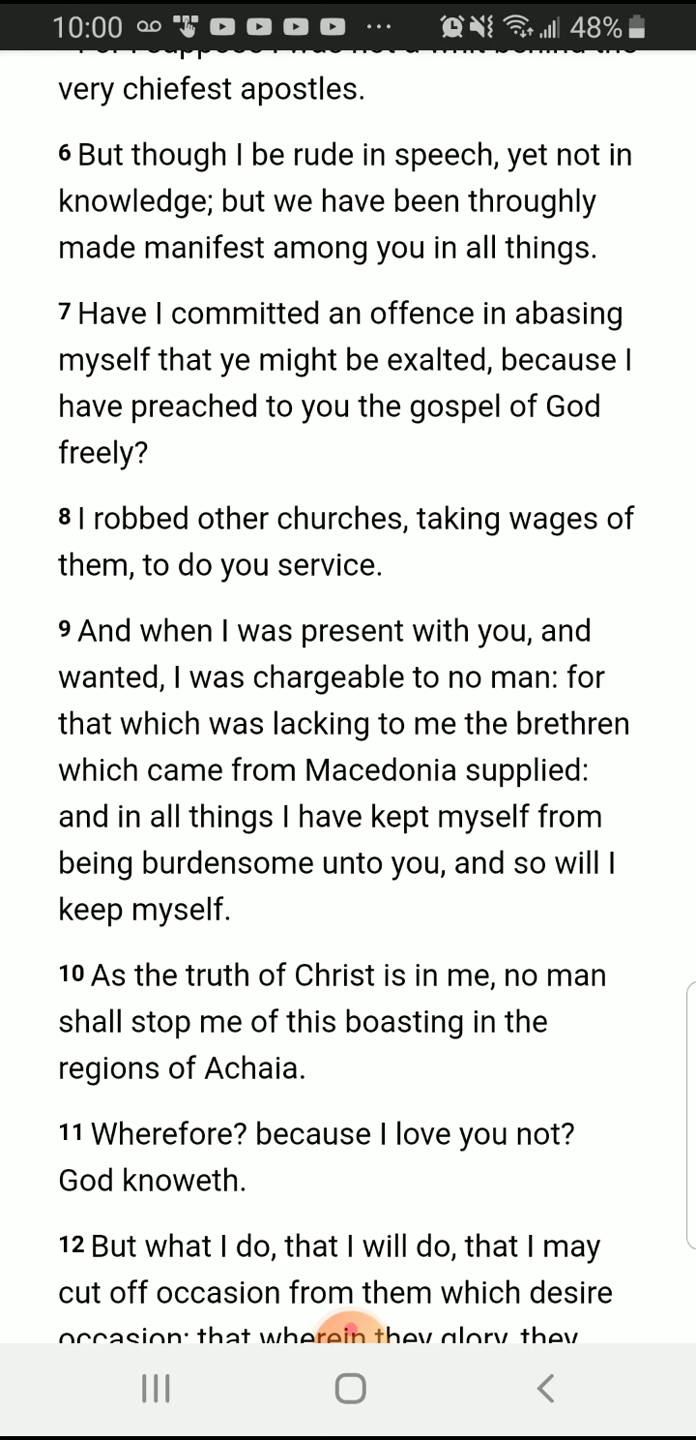 10:00 48%
very chiefest apostles.
6 But though I be rude in speech, yet not in
knowledge; but we have been throughly
made manifest among you in all things.
7 Have I committed an offence in abasing
myself that ye might be exalted, because I
have preached to you the gospel of God
freely?
8 I robbed other churches, taking wages of
them, to do you service.
9 And when I was present with you, and
wanted, I was chargeable to no man: for
that which was lacking to me the brethren
which came from Macedonia supplied:
and in all things I have kept myself from
being burdensome unto you, and so will I
keep myself.
10 As the truth of Christ is in me, no man
shall stop me of this boasting in the
regions of Achaia.
11 Wherefore? because I love you not?
God knoweth.
12 But what I do, that I will do, that I may
cut off occasion from them which desire
occasion; that wherein they glory, they